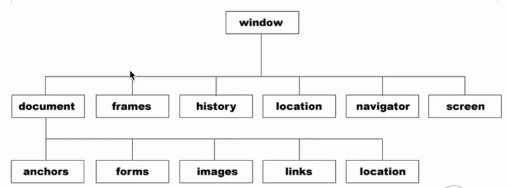 window
document frames history location navigator screen
anchors forms images links location